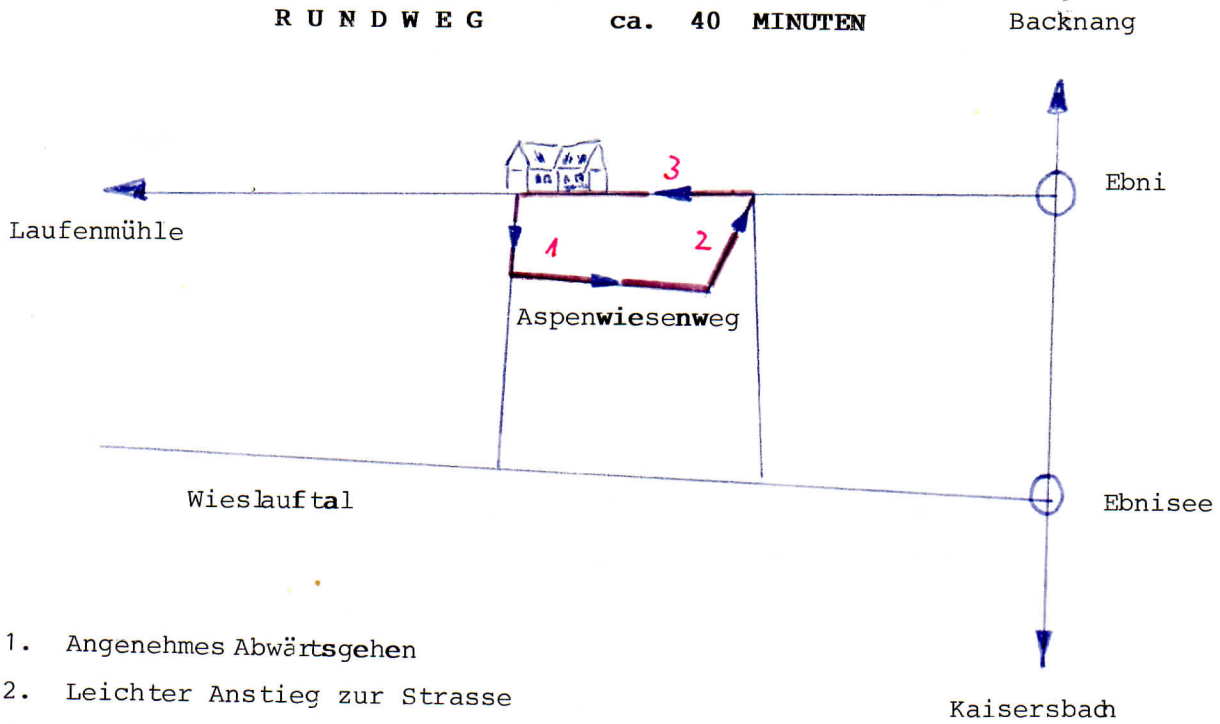 RUNDWEG ca. 40 MINUTEN
Backnang
3
Ebni
Laufenmühle
1
2
Aspenwiesenweg
Wieslauftal
Ebnisee
1. Angenehmes Abwärtsgehen
2. Leichter Anstieg zur Strasse
Kaisersbach